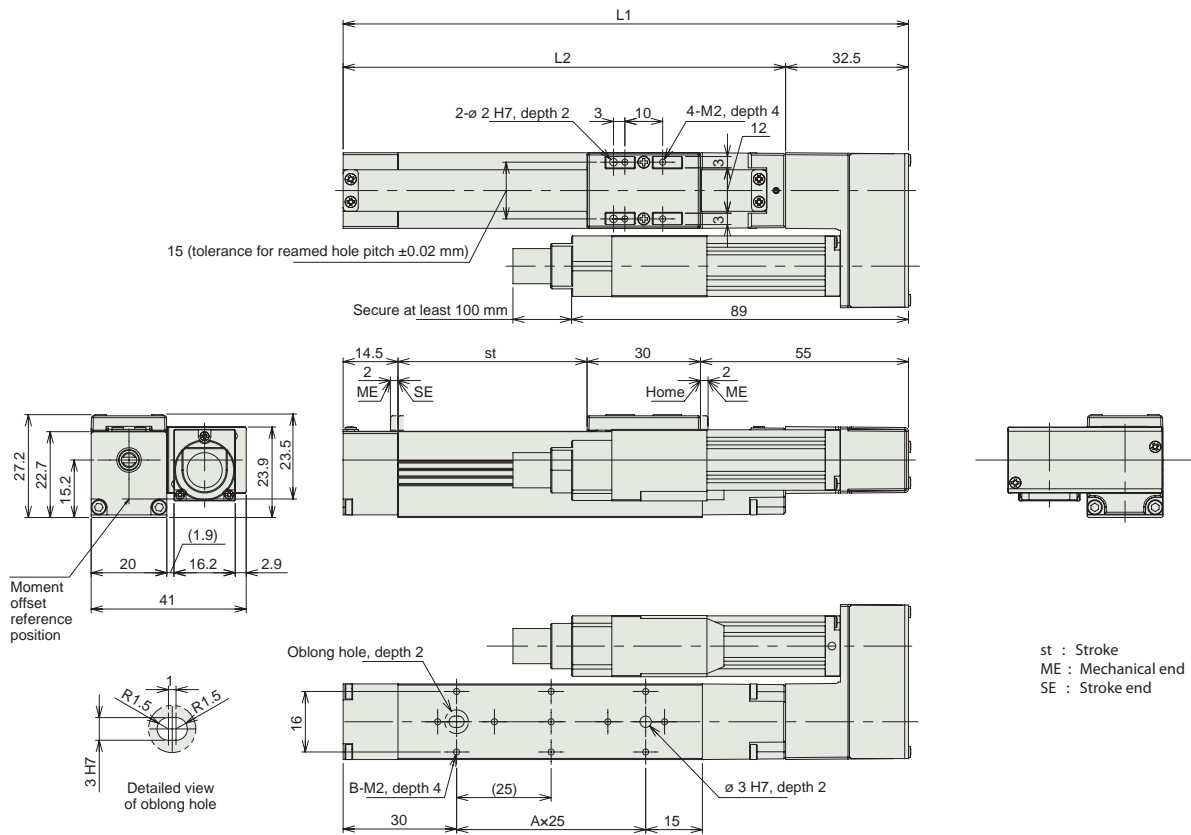 L1
L2
32.5
2-ø 2 H7, depth 2
3
10
4-M2, depth 4
12
3
3
15 (tolerance for reamed hole pitch ±0.02 mm)
Secure at least 100 mm
89
14.5
st
30
55
2
ME
SE
Home
2
ME
27.2
22.7
15.2
23.9
23.5
(1.9)
20
16.2
2.9
41
Moment
offset
reference
position
st : Stroke
ME : Mechanical end
SE : Stroke end
Oblong hole, depth 2
1
R1.5
R1.5
3 H7
Detailed view
of oblong hole
16
B-M2, depth 4
(25)
ø 3 H7, depth 2
30
A×25
15